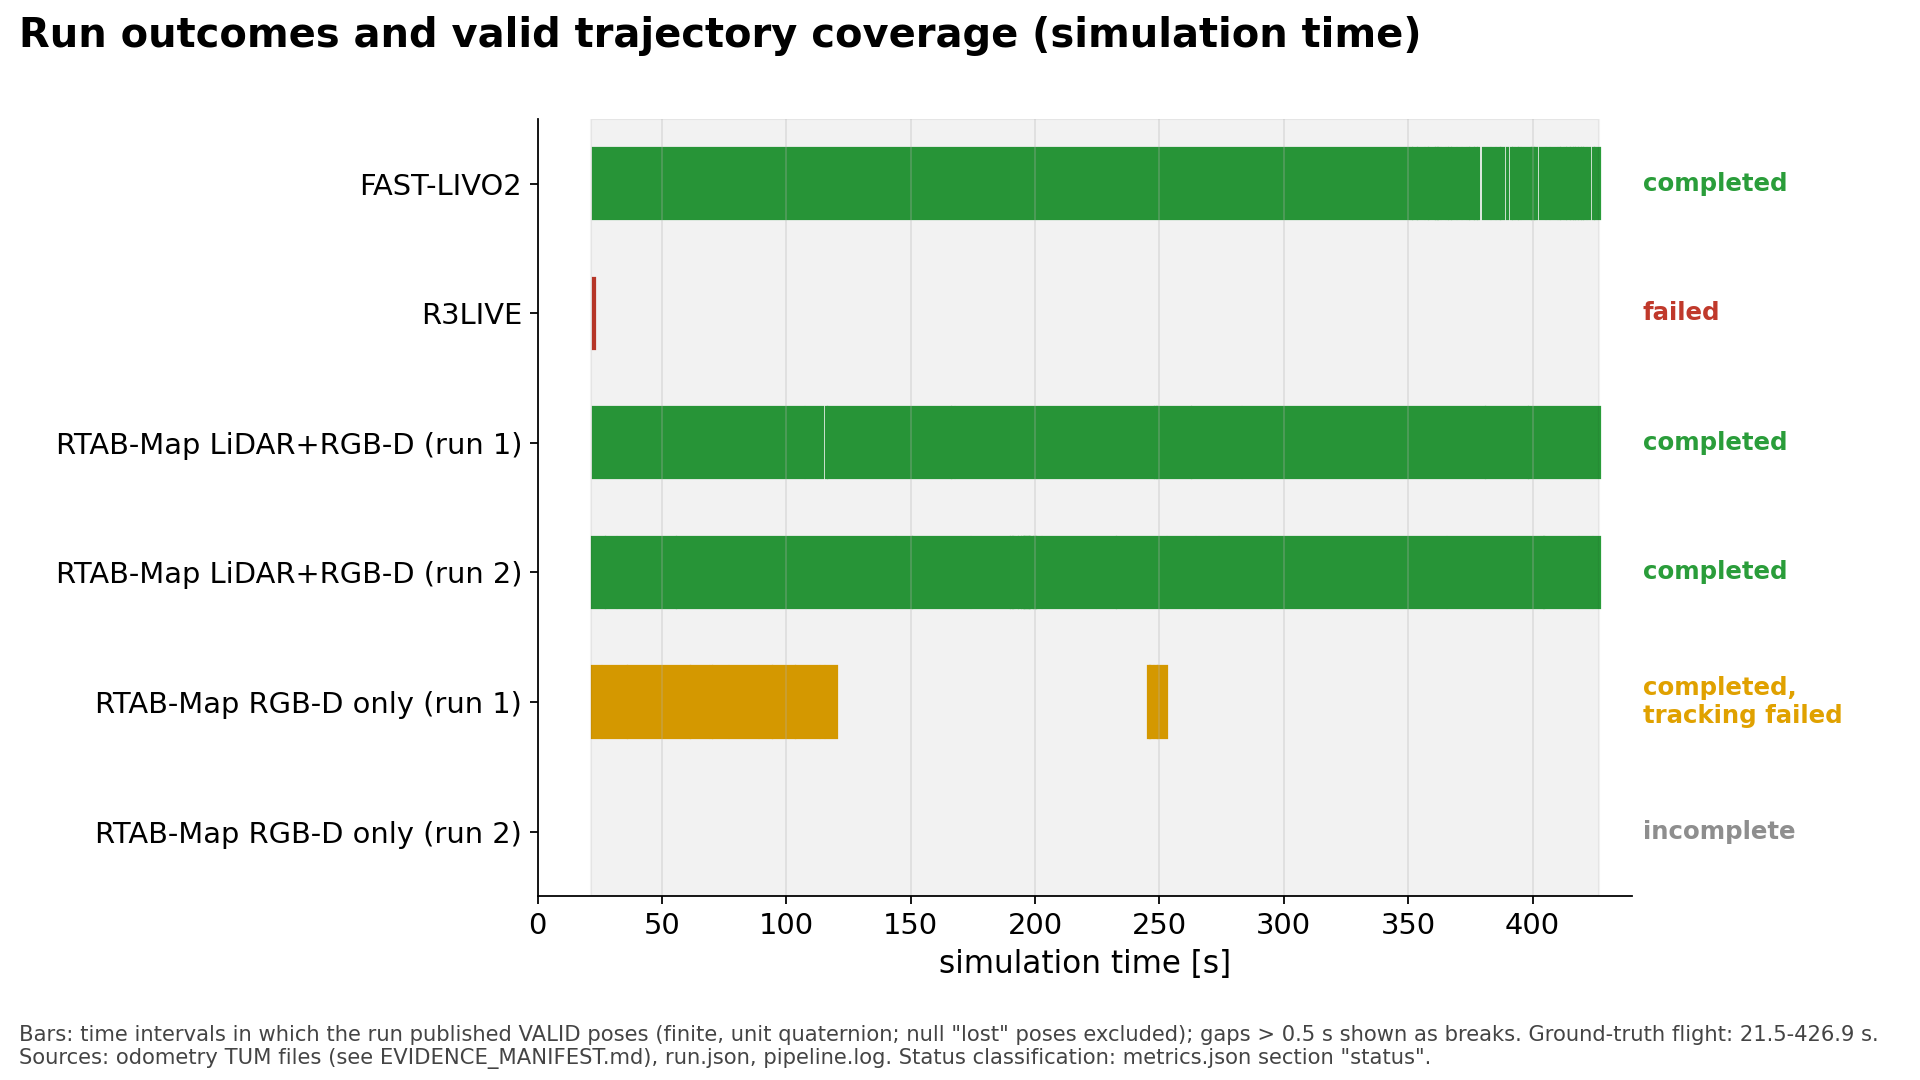 Run outcomes and valid trajectory coverage (simulation time)
FAST-LIVO2
completed
R3LIVE
failed
RTAB-Map LiDAR+RGB-D (run 1)
completed
RTAB-Map LiDAR+RGB-D (run 2)
completed
RTAB-Map RGB-D only (run 1)
completed,
tracking failed
RTAB-Map RGB-D only (run 2)
incomplete
0 50 100 150 200 250 300 350 400
simulation time [s]
Bars: time intervals in which the run published VALID poses (finite, unit quaternion; null "lost" poses excluded); gaps > 0.5 s shown as breaks. Ground-truth flight: 21.5-426.9 s.
Sources: odometry TUM files (see EVIDENCE_MANIFEST.md), run.json, pipeline.log. Status classification: metrics.json section "status".